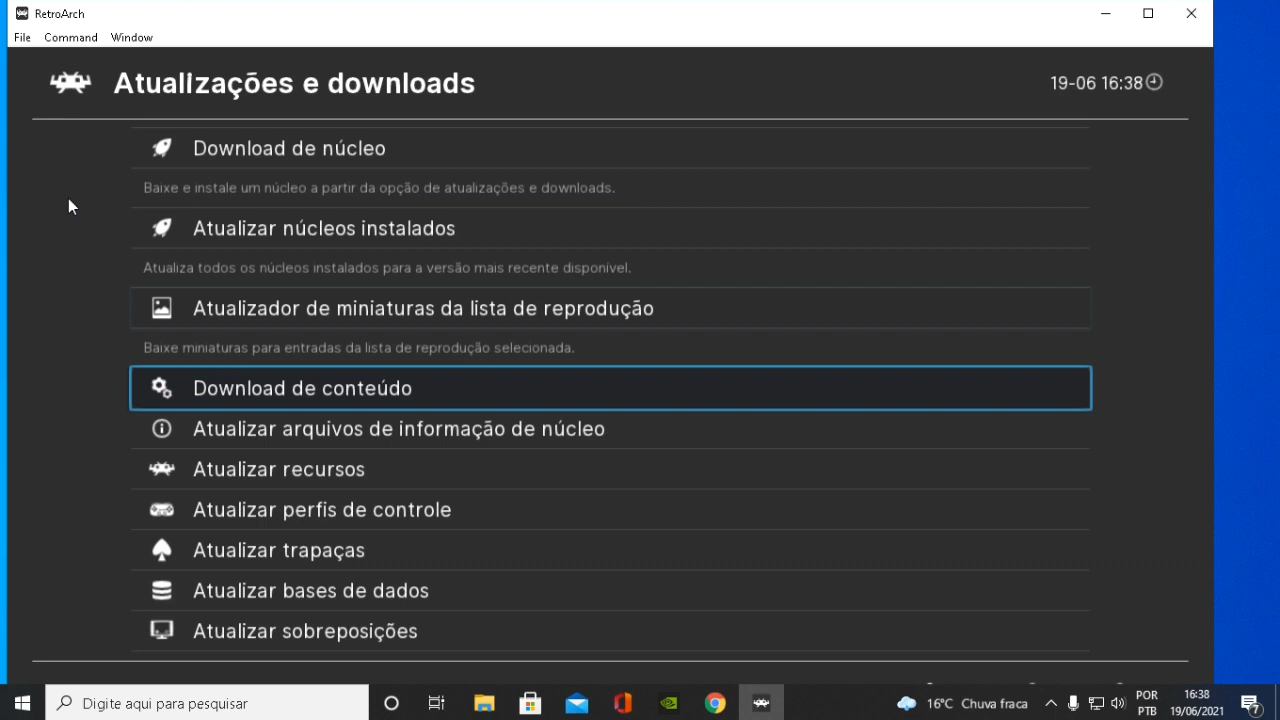 RetroArch
File Command Window
Atualizações e downloads
19-06 16:38
Download de núcleo
Baixe e instale um núcleo a partir da opção de atualizações e downloads.
Atualizar núcleos instalados
Atualiza todos os núcleos instalados para a versão mais recente disponível.
Atualizador de miniaturas da lista de reprodução
Baixe miniaturas para entradas da lista de reprodução selecionada.
Download de conteúdo
Atualizar arquivos de informação de núcleo
Atualizar recursos
Atualizar perfis de controle
Atualizar trapaças
Atualizar bases de dados
Atualizar sobreposições
Digite aqui para pesquisar
16°C Chuva fraca
POR
PTB
16:38
19/06/2021
7